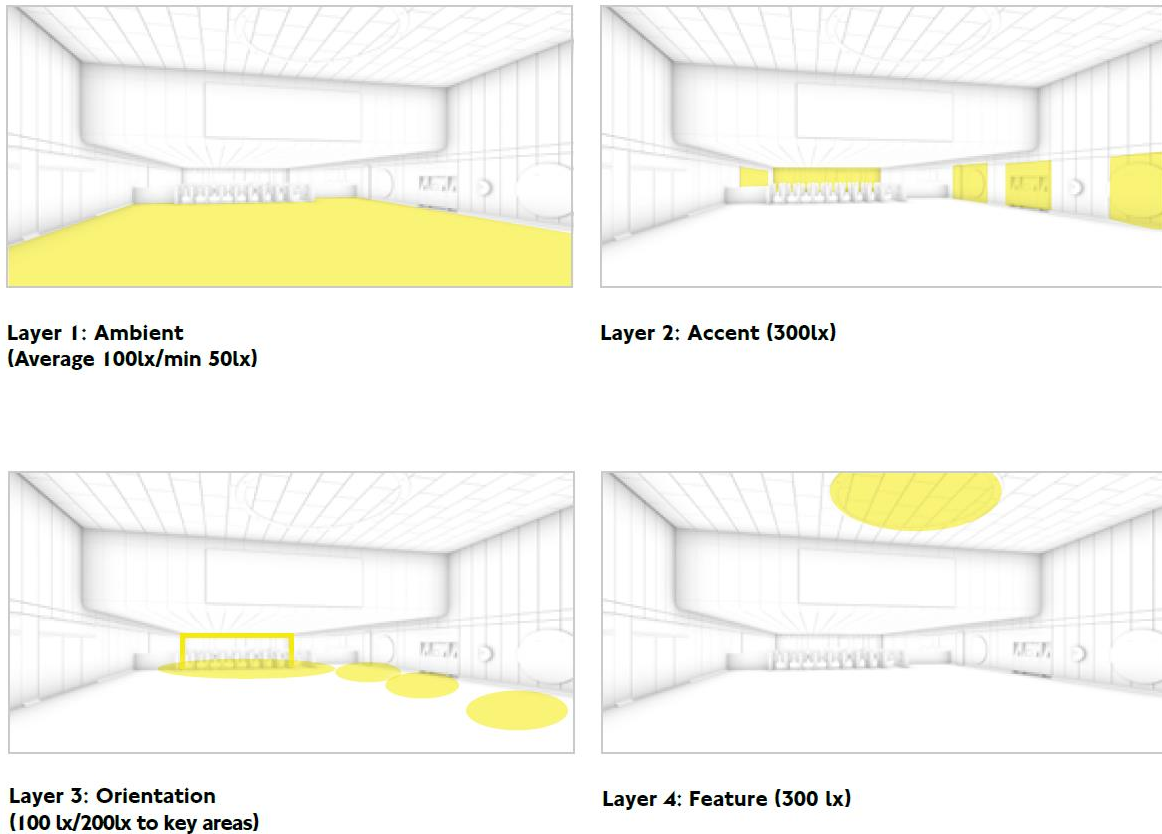 Layer 1: Ambient
(Average 100lx/min 50lx)
Layer 2: Accent (300lx)
Layer 3: Orientation
(100 lx/200lx to key areas)
Layer 4: Feature (300 lx)